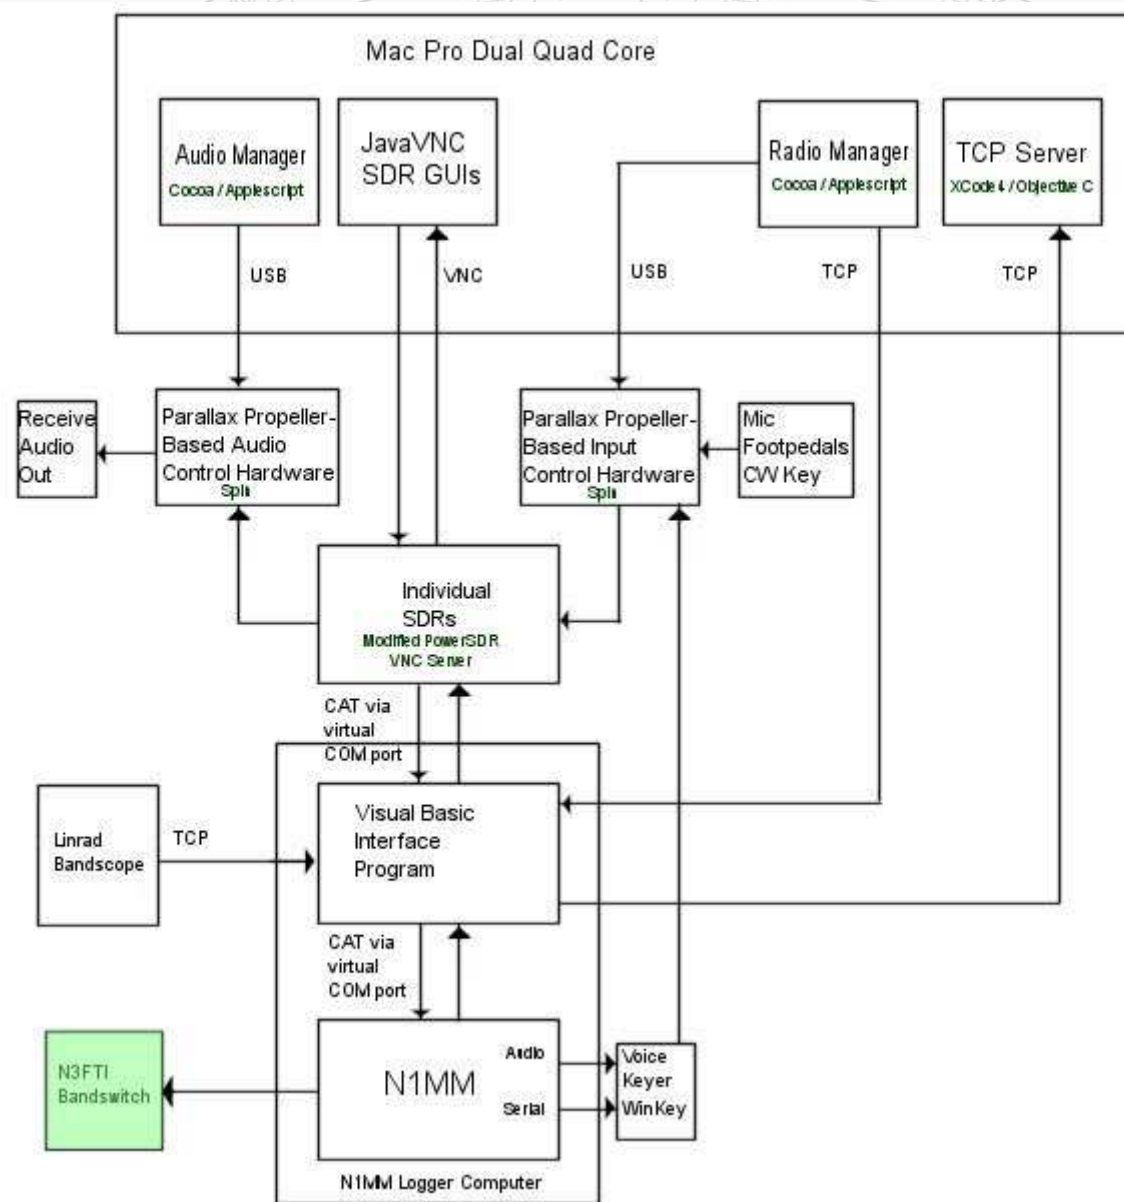 Mac Pro Dual Quad Core
Audio Manager
Cocoa / Applescript
JavaVNC
SDR GUIs
Radio Manager
Cocoa / Applescript
TCP Server
XCode4 / Objective C
USB
VNC
USB
TCP
TCP
Receive
Audio
Out
Parallax Propeller-
Based Audio
Control Hardware
Spin
Parallax Propeller-
Based Input
Control Hardware
Spin
Mic
Footpedals
CW Key
Individual
SDRs
Modified PowerSDR
VNC Server
CAT via
virtual
COM port
Linrad
Bandscope
TCP
Visual Basic
Interface
Program
CAT via
virtual
COM port
N3FTI
Bandswitch
N1MM
Audio
Serial
Voice
Keyer
WinKey
N1MM Logger Computer